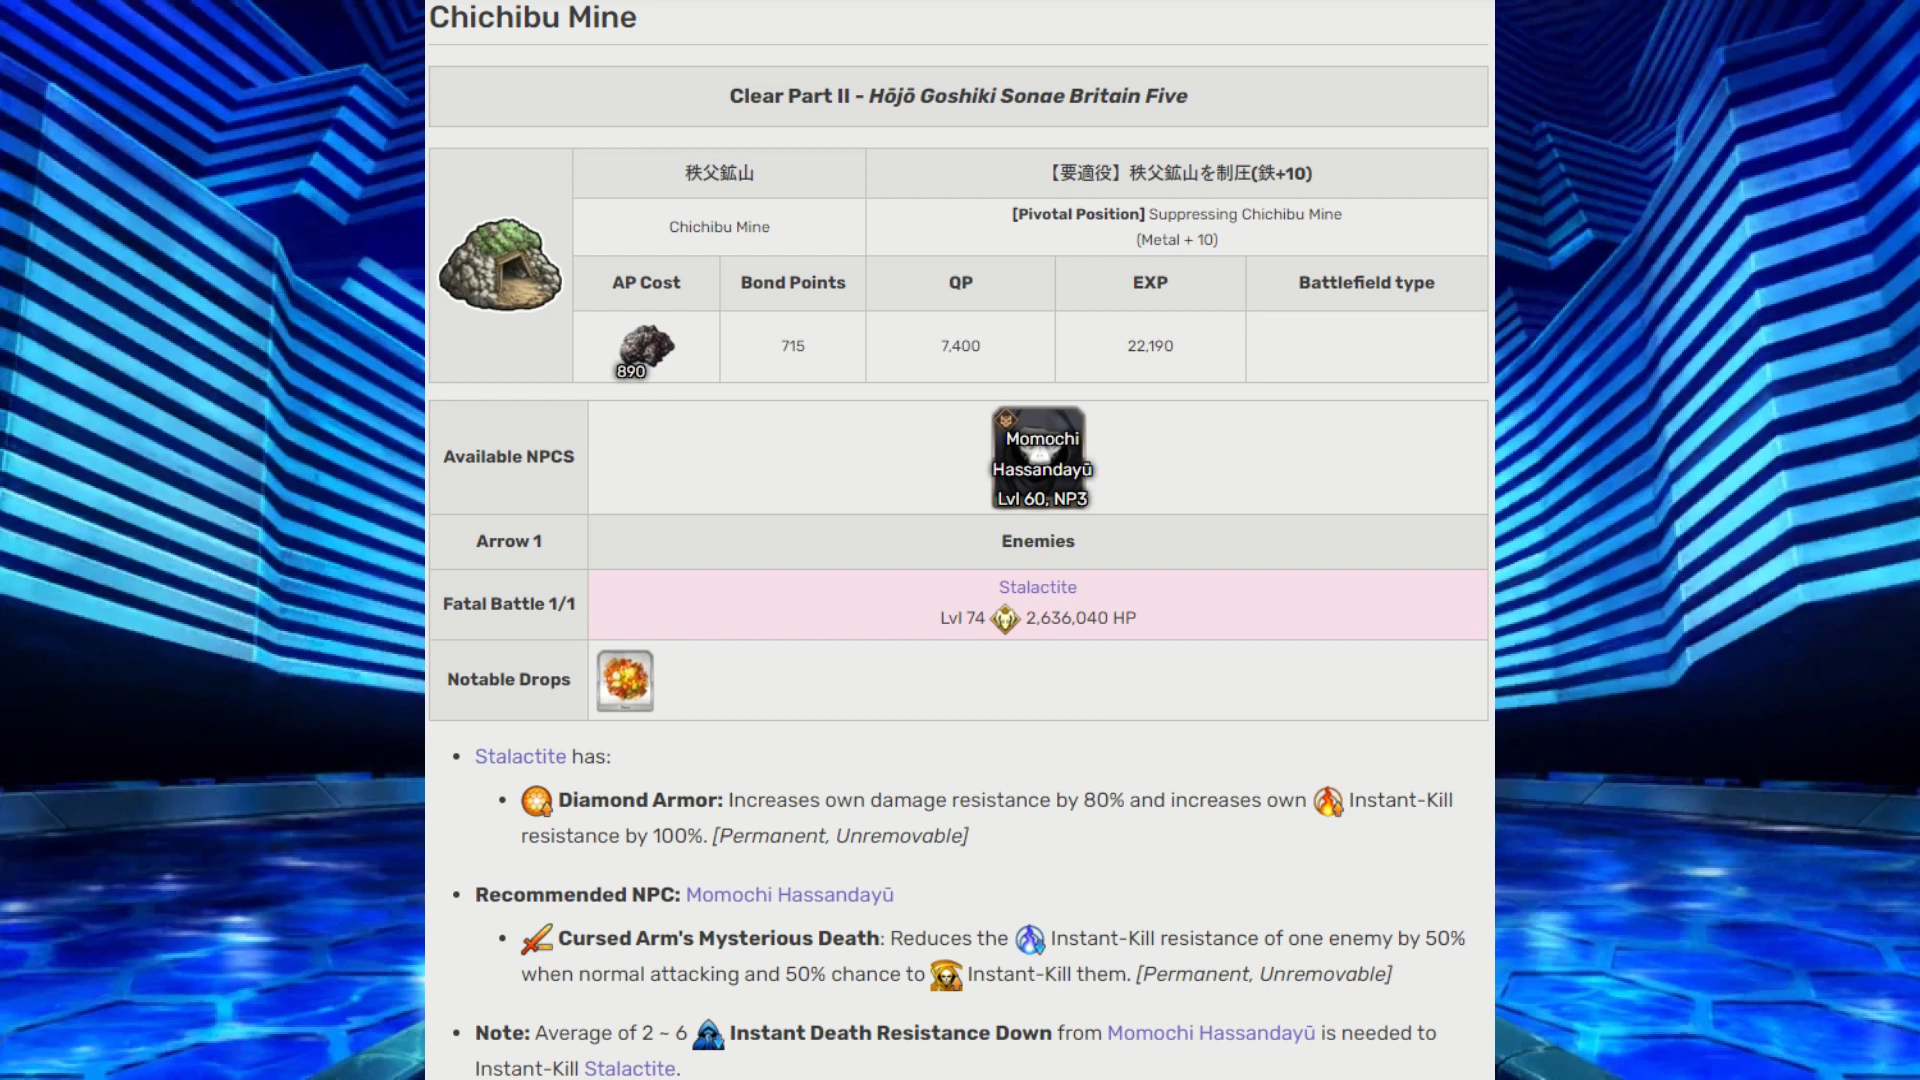 Chichibu Mine
Clear Part II - Hōjō Goshiki Sonae Britain Five
秩父鉱山
【要適役】秩父鉱山を制圧(鉄+10)
Chichibu Mine
[Pivotal Position] Suppressing Chichibu Mine
(Metal + 10)
AP Cost
Bond Points
QP
EXP
Battlefield type
890
715
7,400
22,190
Available NPCS
Momochi
Hassandayū
Lvl 60, NP3
Arrow 1
Enemies
Fatal Battle 1/1
Stalactite
Lvl 74 2,636,040 HP
Notable Drops
• Stalactite has:
• Diamond Armor: Increases own damage resistance by 80% and increases own Instant-Kill
resistance by 100%. [Permanent, Unremovable]
• Recommended NPC: Momochi Hassandayū
• Cursed Arm's Mysterious Death: Reduces the Instant-Kill resistance of one enemy by 50%
when normal attacking and 50% chance to Instant-Kill them. [Permanent, Unremovable]
• Note: Average of 2 ~ 6 Instant Death Resistance Down from Momochi Hassandayū is needed to
Instant-Kill Stalactite.